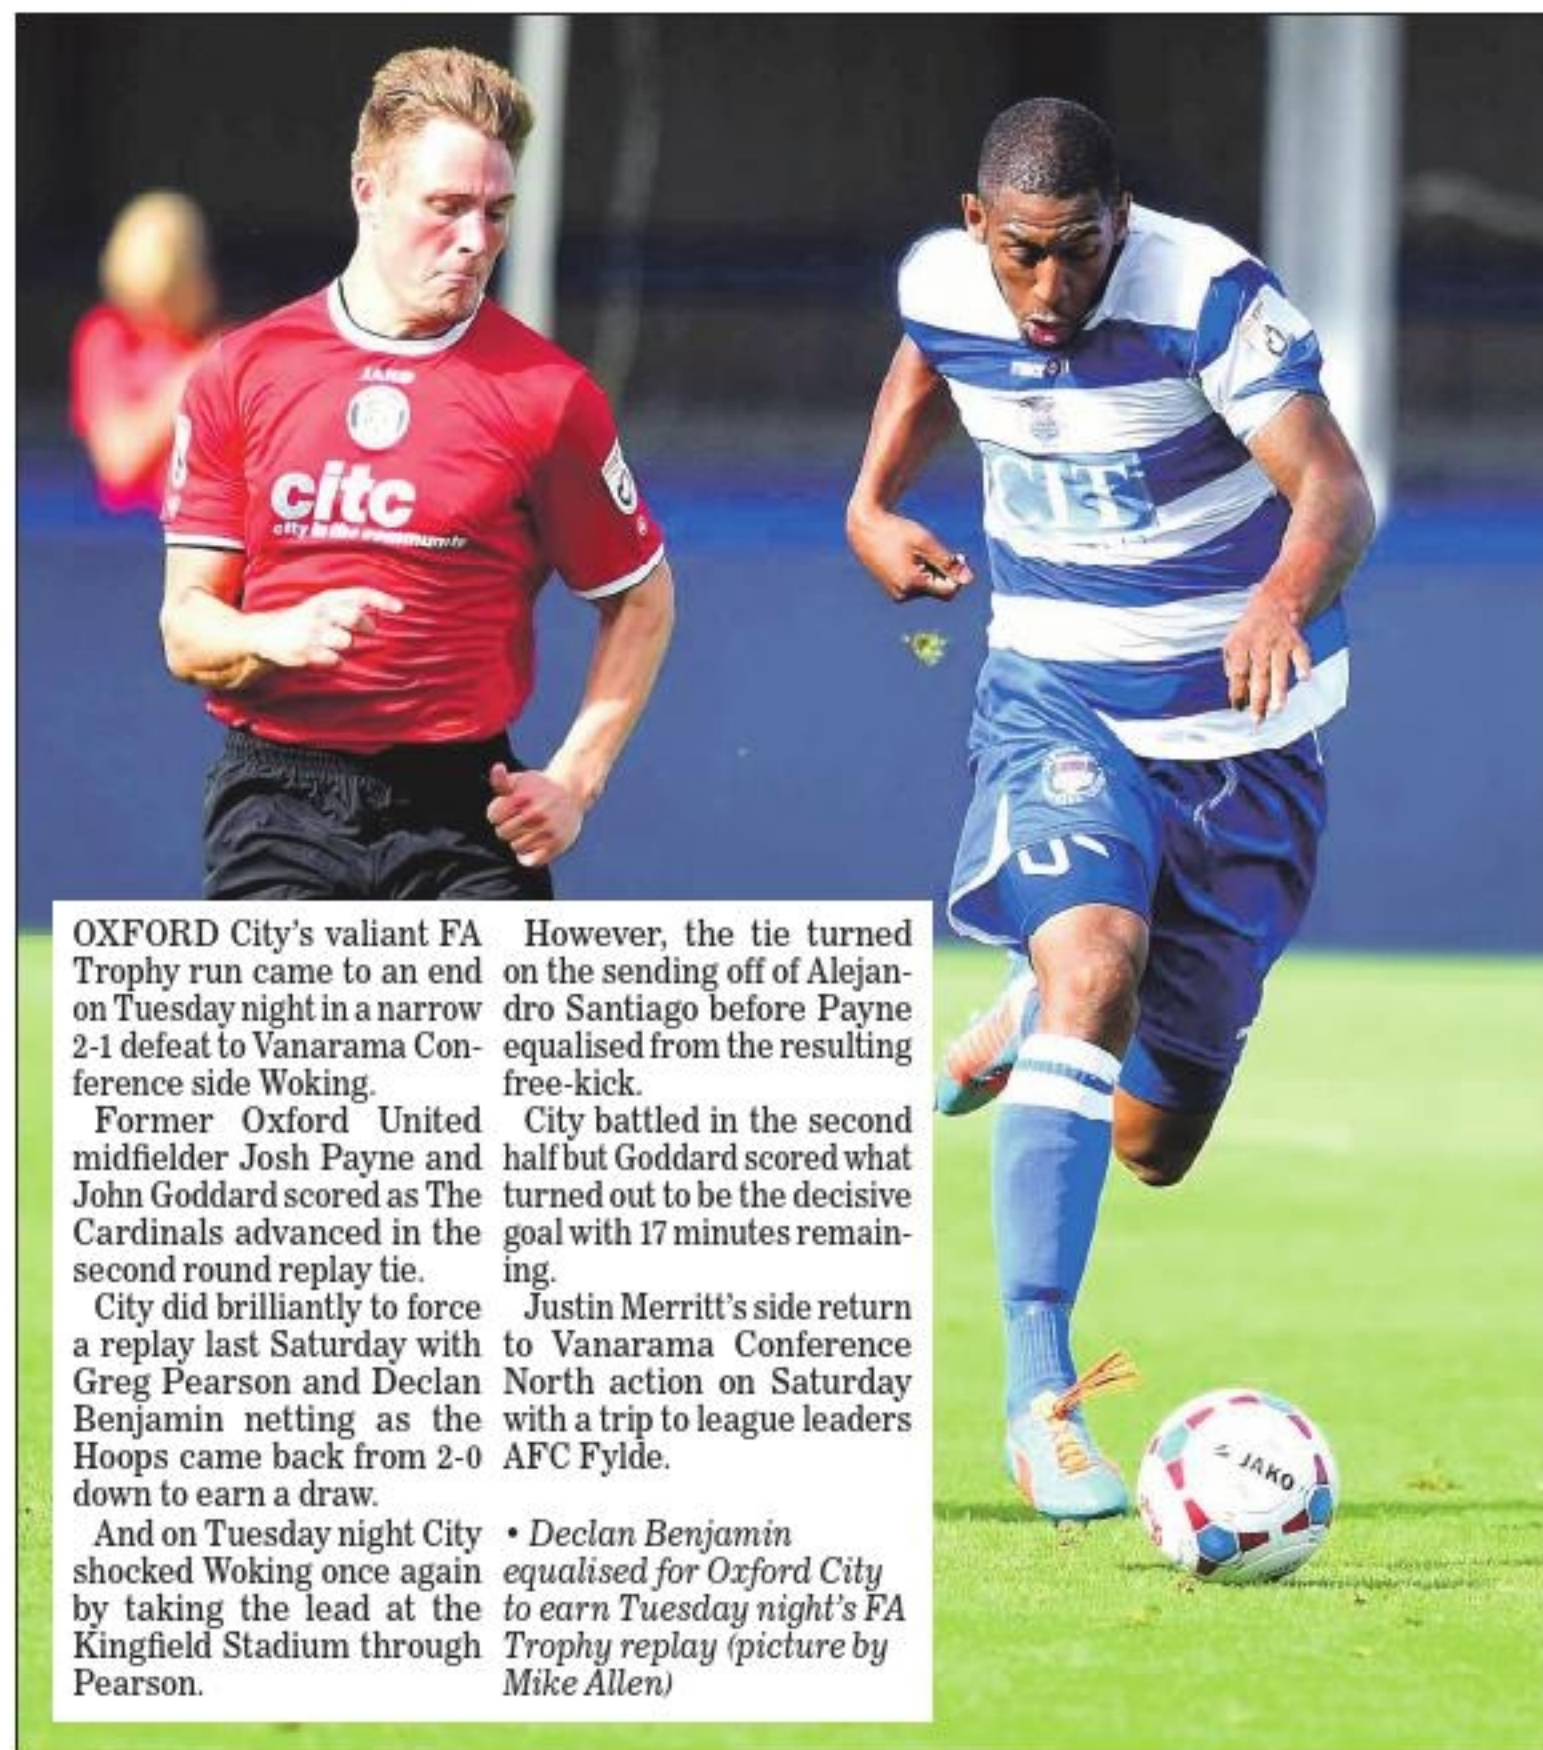 JAKO
citc
city in the community
CIT
JAKO
OXFORD City's valiant FA
Trophy run came to an end
on Tuesday night in a narrow
2-1 defeat to Vanarama Con-
ference side Woking.
Former Oxford United
midfielder Josh Payne and
John Goddard scored as The
Cardinals advanced in the
second round replay tie.
City did brilliantly to force
a replay last Saturday with
Greg Pearson and Declan
Benjamin netting as the
Hoops came back from 2-0
down to earn a draw.
And on Tuesday night City
shocked Woking once again
by taking the lead at the
Kingfield Stadium through
Pearson.
However, the tie turned
on the sending off of Alejan-
dro Santiago before Payne
equalised from the resulting
free-kick.
City battled in the second
half but Goddard scored what
turned out to be the decisive
goal with 17 minutes remain-
ing.
Justin Merritt's side return
to Vanarama Conference
North action on Saturday
with a trip to league leaders
AFC Fylde.
• Declan Benjamin
equalised for Oxford City
to earn Tuesday night's FA
Trophy replay (picture by
Mike Allen)